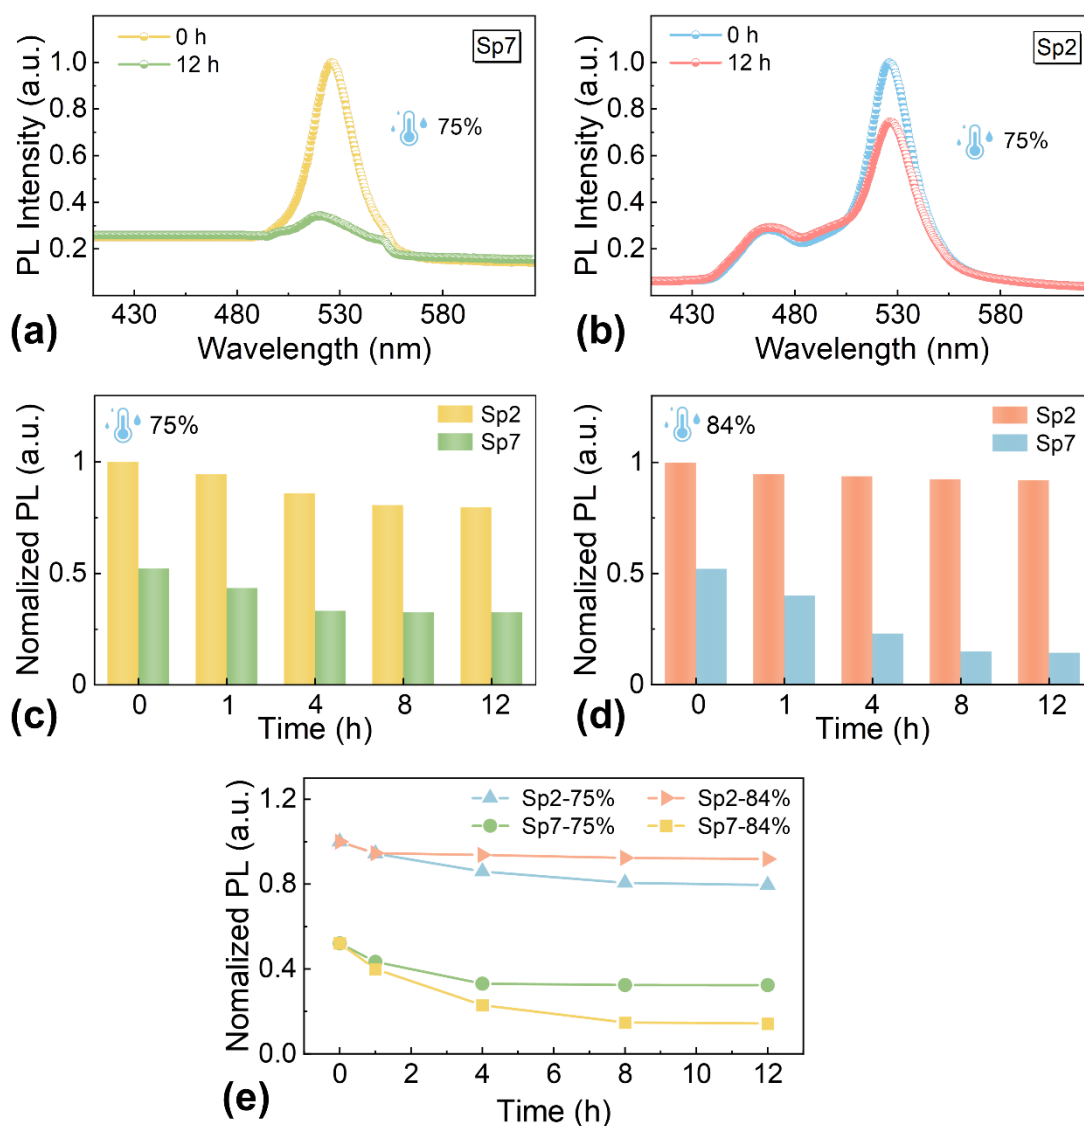 0 h
12 h
Sp7
75%
1.0
0.8
0.6
0.4
0.2
PL Intensity (a.u.)
430 480 530 580
Wavelength (nm)
(a)
0 h
12 h
Sp2
75%
1.0
0.8
0.6
0.4
0.2
PL Intensity (a.u.)
430 480 530 580
Wavelength (nm)
(b)
75%
Sp2
Sp7
1
0.5
0
Nomalized PL (a.u.)
0 1 4 8 12
Time (h)
(c)
84%
Sp2
Sp7
1
0.5
0
Nomalized PL (a.u.)
0 1 4 8 12
Time (h)
(d)
Sp2-75% Sp2-84%
Sp7-75% Sp7-84%
1.2
0.8
0.4
0.0
Nomalized PL (a.u.)
0 2 4 6 8 10 12
Time (h)
(e)